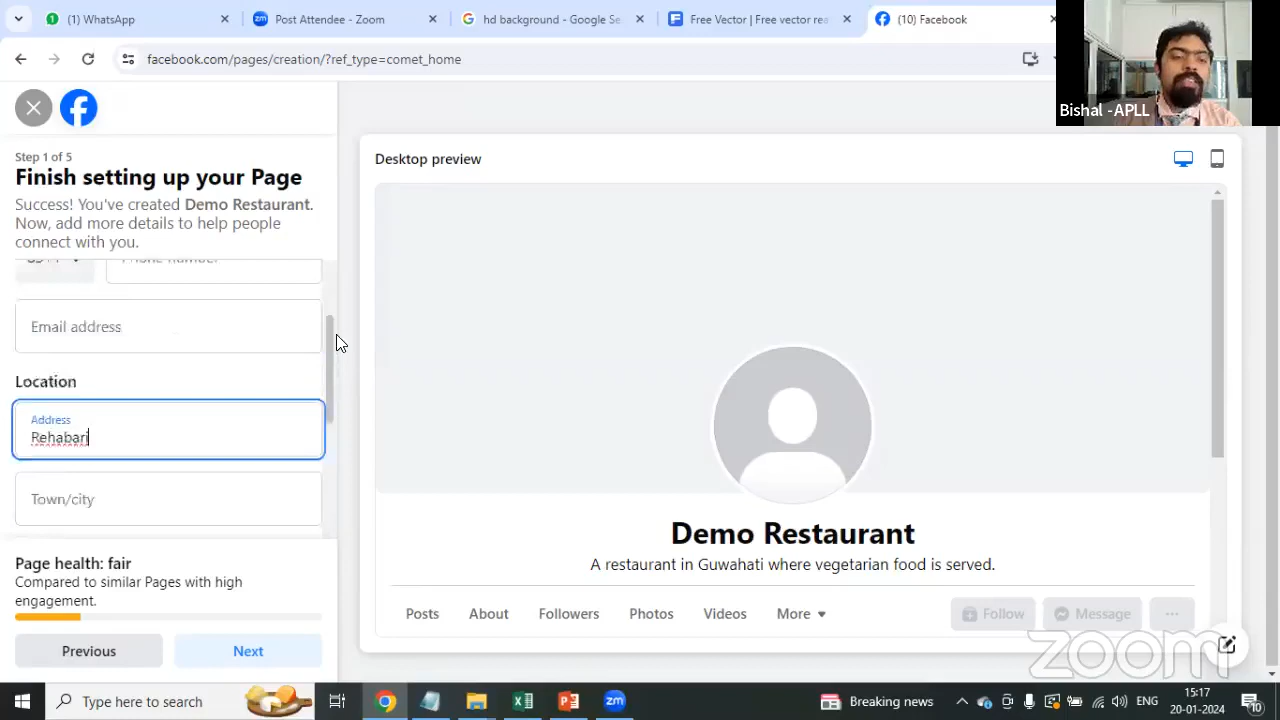 (1) WhatsApp
Post Attendee - Zoom
hd background - Google Se
Free Vector | Free vector rea
(10) Facebook
facebook.com/pages/creation/?ref_type=comet_home
Bishal -APLL
Step 1 of 5
Finish setting up your Page
Success! You've created Demo Restaurant.
Now, add more details to help people
connect with you.
Phone number
Email address
Location
Address
Rehabari
Town/city
Page health: fair
Compared to similar Pages with high
engagement.
Previous
Next
Desktop preview
Demo Restaurant
A restaurant in Guwahati where vegetarian food is served.
Posts
About
Followers
Photos
Videos
More
Follow
Message
zoom
Type here to search
Breaking news
ENG
15:17
20-01-2024
10